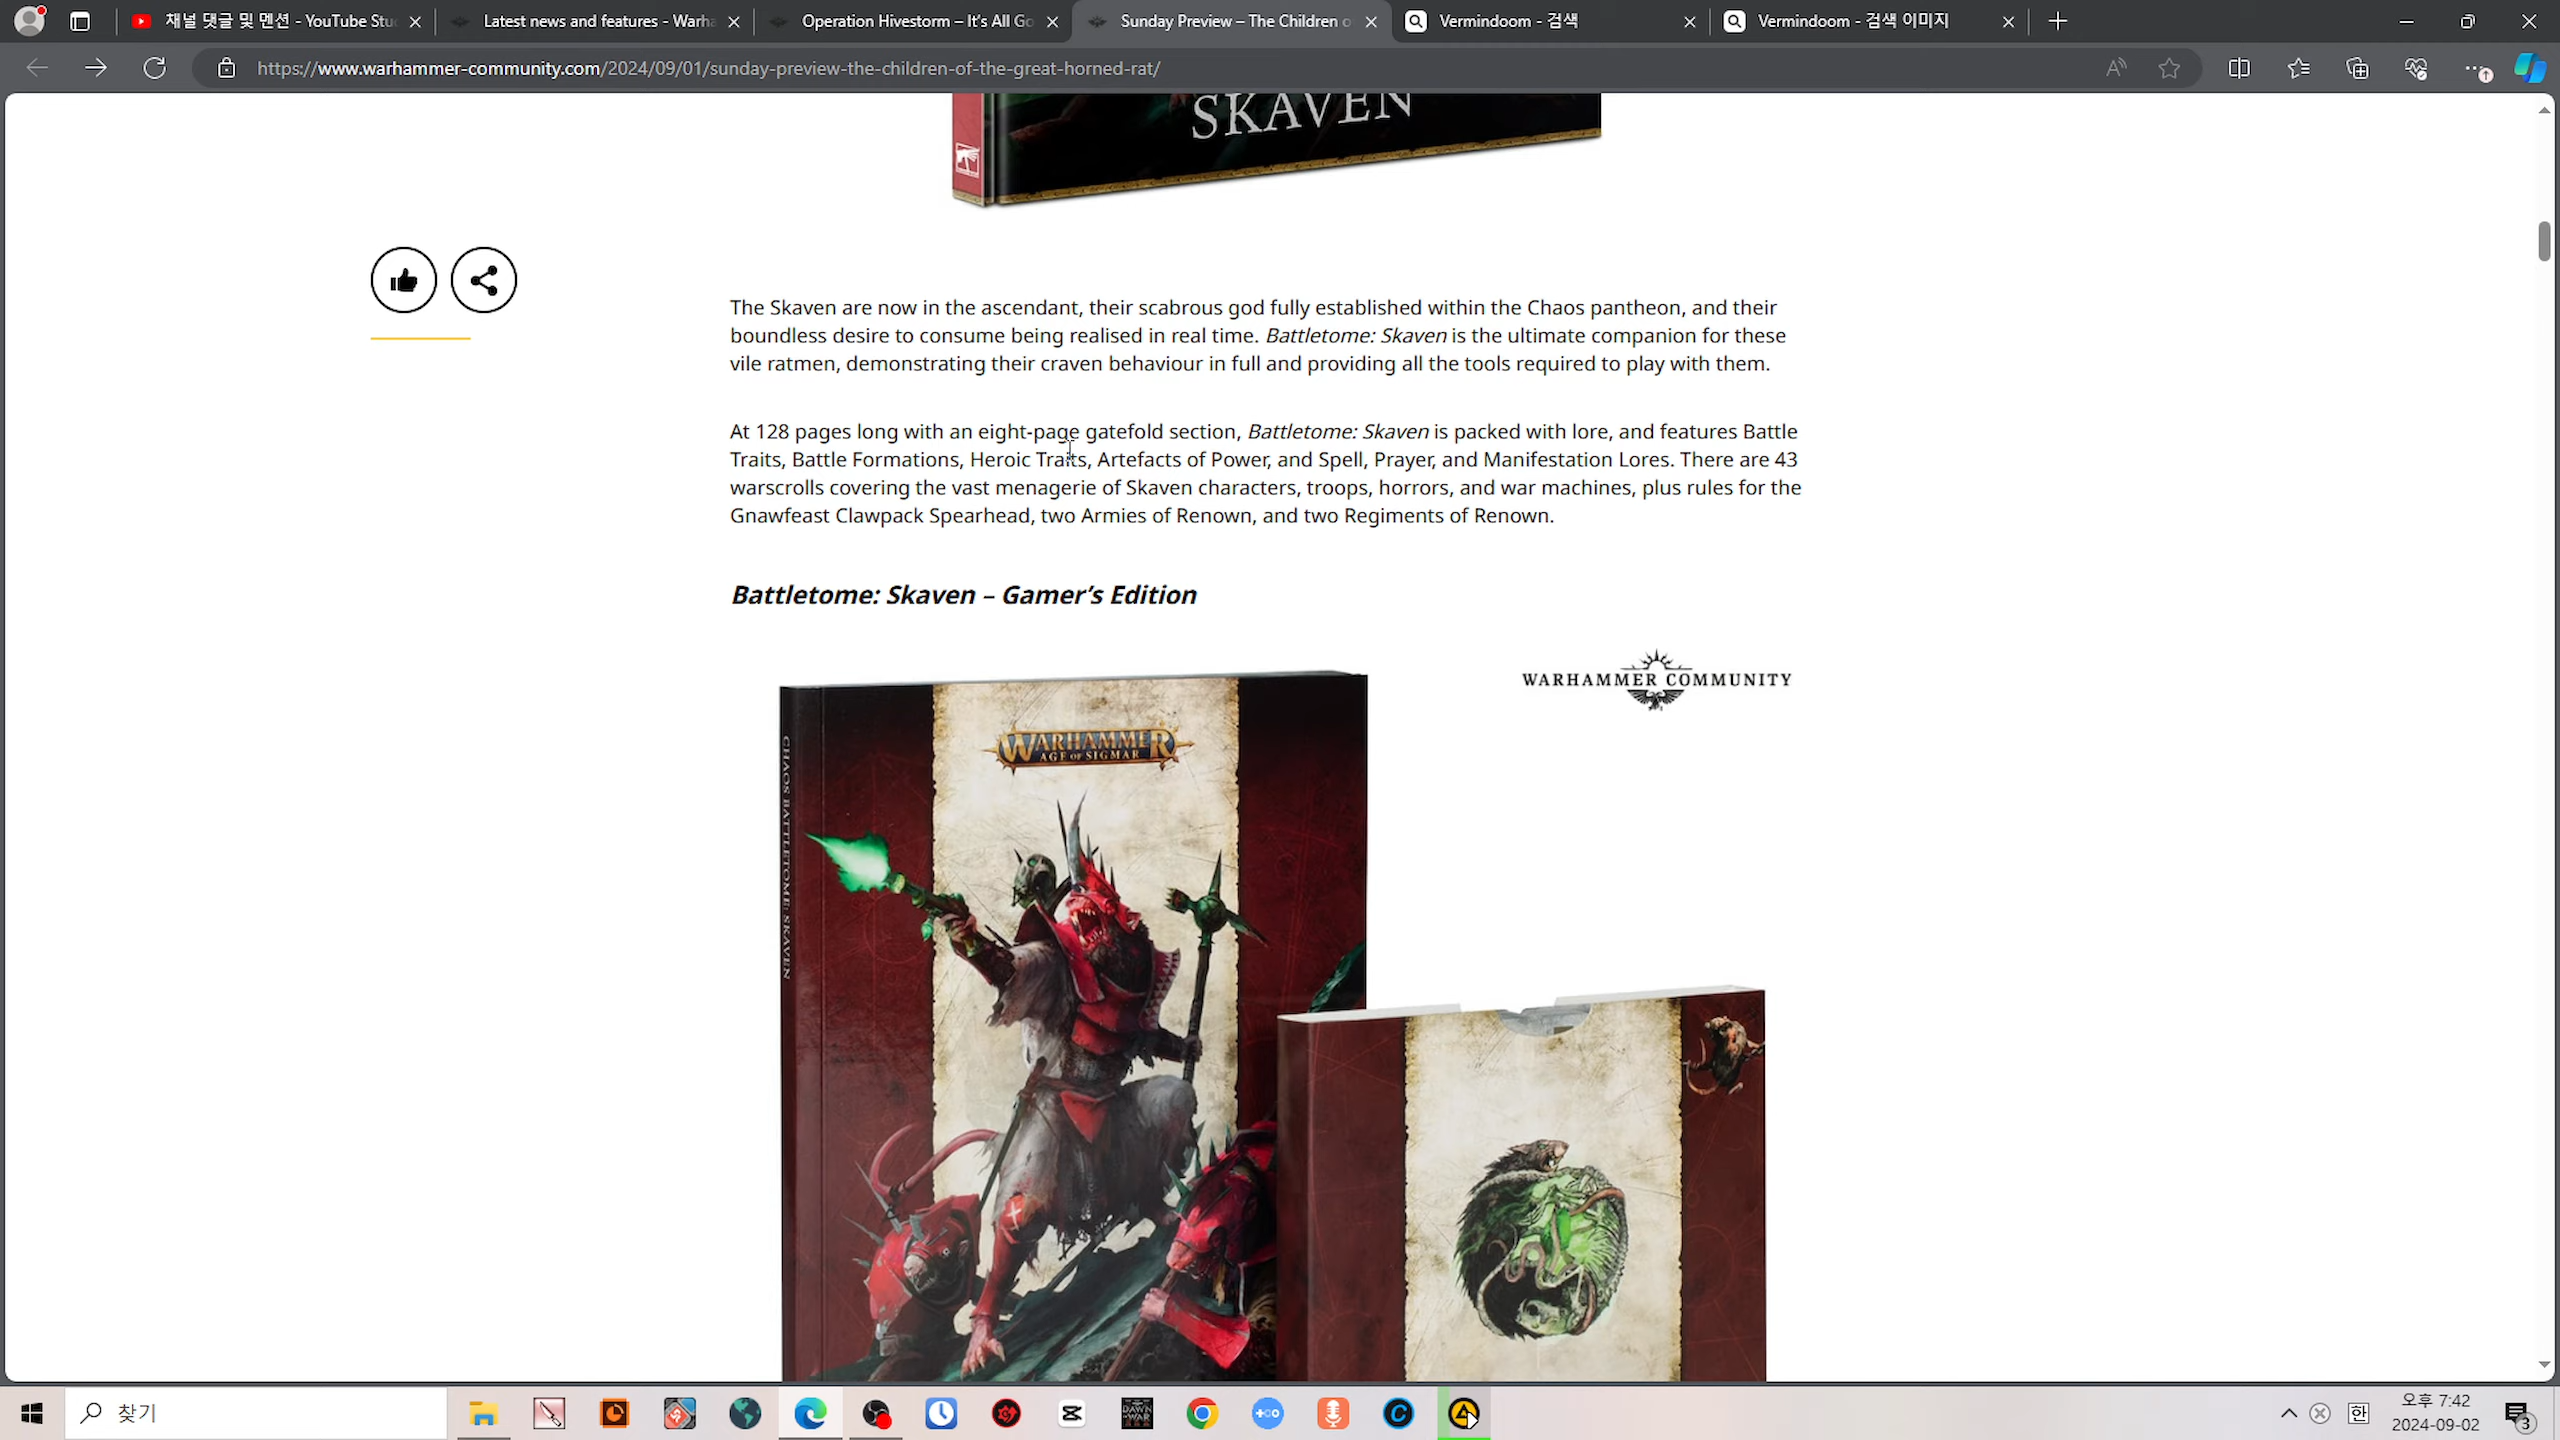 채널 댓글 및 멘션 - YouTube Stu
Latest news and features - Warha
Operation Hivestorm – It's All Go
Sunday Preview – The Children o
Vermindoom - 검색
Vermindoom - 검색 이미지
https://www.warhammer-community.com/2024/09/01/sunday-preview-the-children-of-the-great-horned-rat/
SKAVEN
The Skaven are now in the ascendant, their scabrous god fully established within the Chaos pantheon, and their
boundless desire to consume being realised in real time. Battletome: Skaven is the ultimate companion for these
vile ratmen, demonstrating their craven behaviour in full and providing all the tools required to play with them.
At 128 pages long with an eight-page gatefold section, Battletome: Skaven is packed with lore, and features Battle
Traits, Battle Formations, Heroic Traits, Artefacts of Power, and Spell, Prayer, and Manifestation Lores. There are 43
warscrolls covering the vast menagerie of Skaven characters, troops, horrors, and war machines, plus rules for the
Gnawfeast Clawpack Spearhead, two Armies of Renown, and two Regiments of Renown.
Battletome: Skaven – Gamer's Edition
WARHAMMER COMMUNITY
WARHAMMER
AGE OF SIGMAR
CHAOS BATTLETOME: SKAVEN
찾기
DAWN
WAR
한
오후 7:42
2024-09-02
3